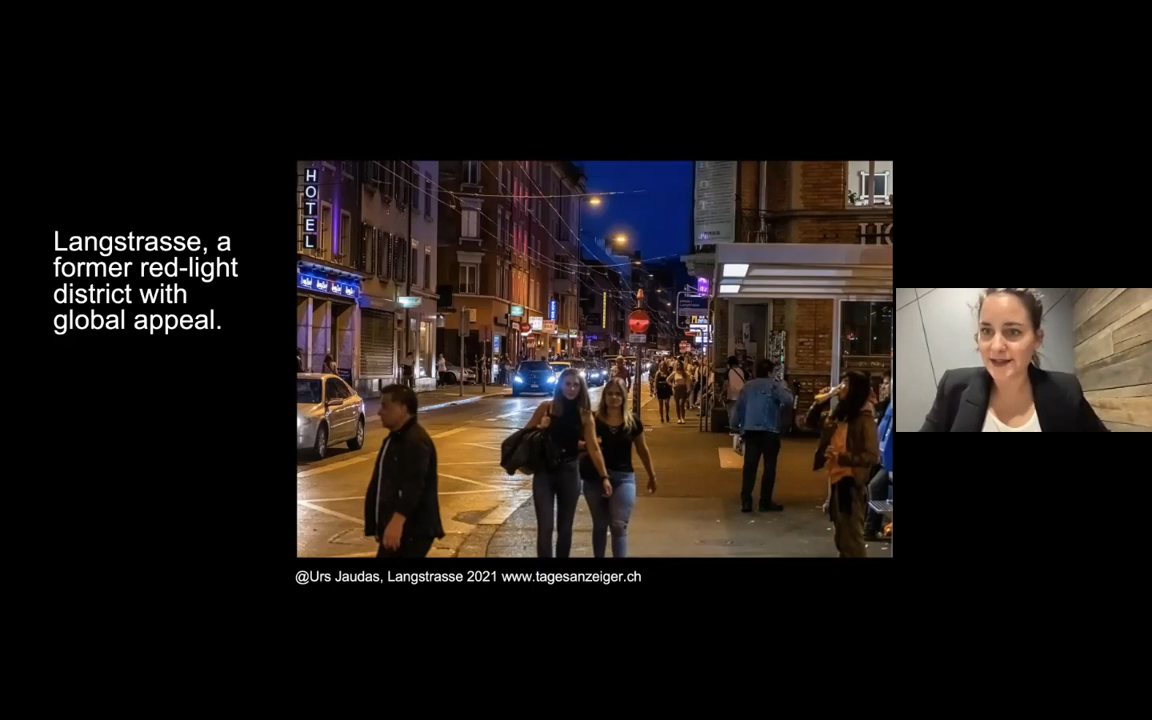 Langstrasse, a
former red-light
district with
global appeal.
HOTEL
@Urs Jaudas, Langstrasse 2021 www.tagesanzeiger.ch